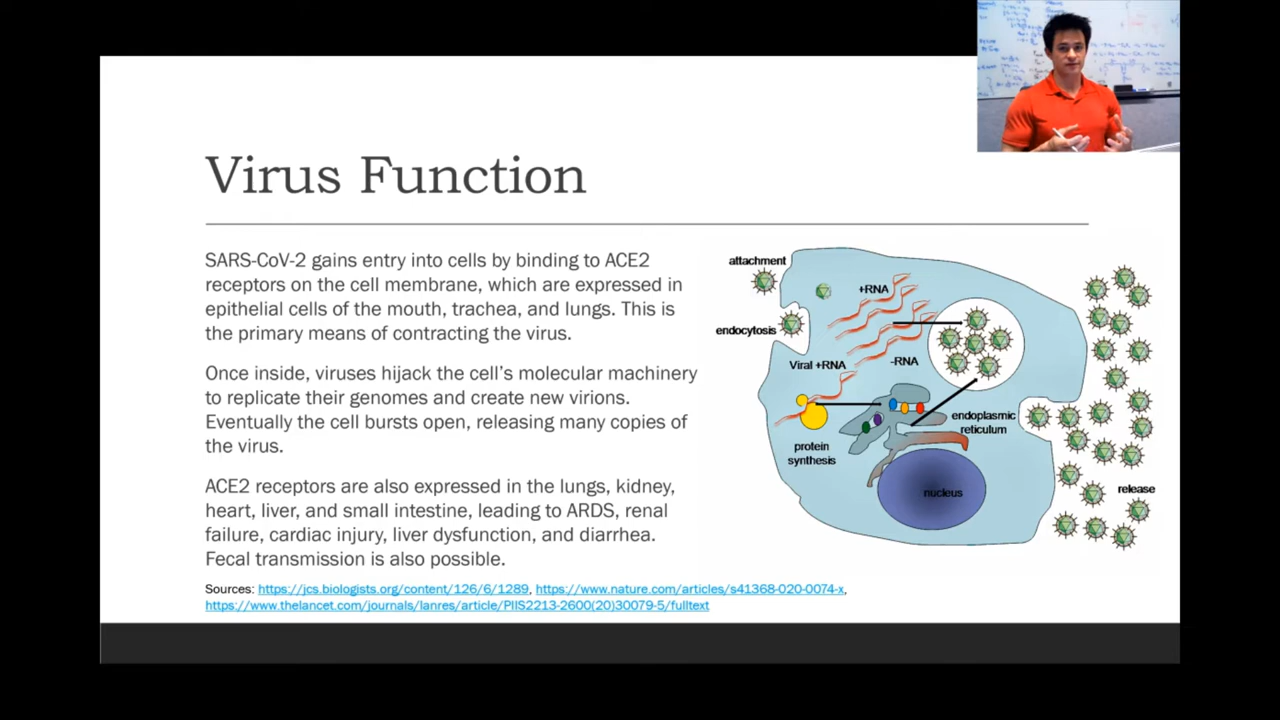 Virus Function
SARS-CoV-2 gains entry into cells by binding to ACE2
receptors on the cell membrane, which are expressed in
epithelial cells of the mouth, trachea, and lungs. This is
the primary means of contracting the virus.
Once inside, viruses hijack the cell's molecular machinery
to replicate their genomes and create new virions.
Eventually the cell bursts open, releasing many copies of
the virus.
ACE2 receptors are also expressed in the lungs, kidney,
heart, liver, and small intestine, leading to ARDS, renal
failure, cardiac injury, liver dysfunction, and diarrhea.
Fecal transmission is also possible.
Sources: https://jcs.biologists.org/content/126/6/1289, https://www.nature.com/articles/s41368-020-0074-x,
https://www.thelancet.com/journals/lanres/article/PIIS2213-2600(20)30079-5/fulltext
attachment
+RNA
endocytosis
Viral +RNA
-RNA
endoplasmic
reticulum
protein
synthesis
nucleus
release